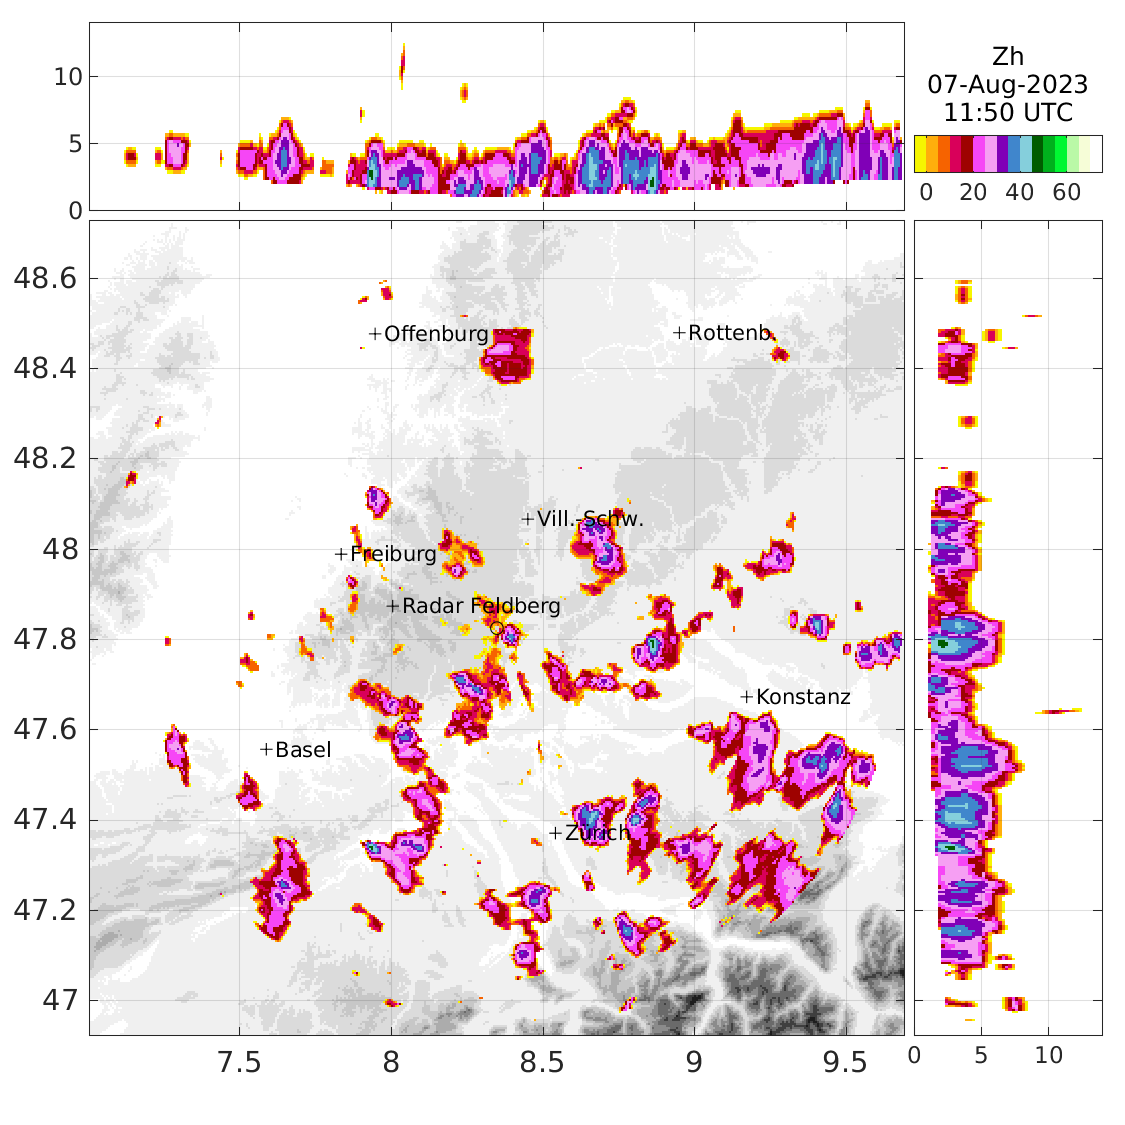 Zh
07-Aug-2023
11:50 UTC
10
5
0
0 20 40 60
48.6
48.4
48.2
48
47.8
47.6
47.4
47.2
47
+Offenburg
+Rottenb.
+Vill.-Schw.
+Freiburg
+Radar Feldberg
+Konstanz
+Basel
+Zürich
7.5 8 8.5 9 9.5
0 5 10